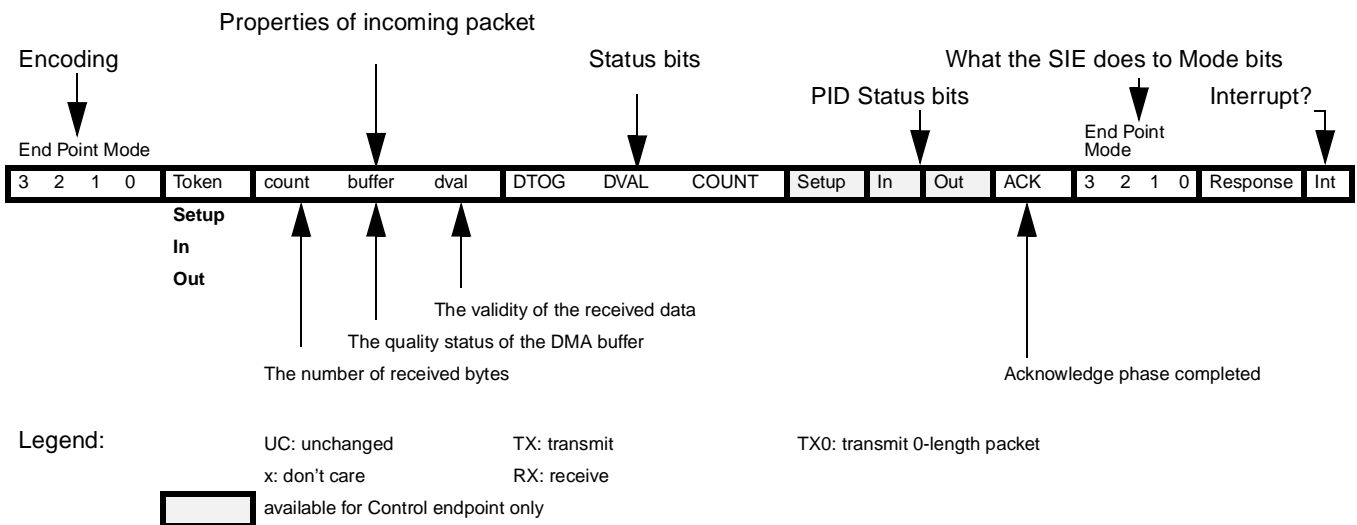 Properties of incoming packet
Encoding Status bits What the SIE does to Mode bits
PID Status bits Interrupt?
End Point Mode End Point
Mode
3 2 1 0 Token count buffer dval DTOG DVAL COUNT Setup In Out ACK 3 2 1 0 Response Int
Setup
In
Out
The validity of the received data
The quality status of the DMA buffer
The number of received bytes Acknowledge phase completed
Legend: UC: unchanged TX: transmit TX0: transmit 0-length packet
x: don't care RX: receive
available for Control endpoint only